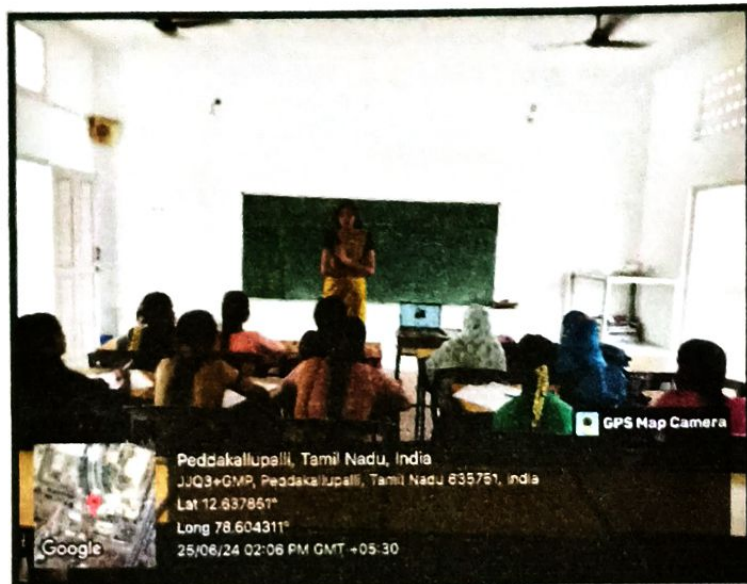 GPS Map Camera
Peddakallupalli, Tamil Nadu, India
JJQ3+GMP, Peddakallupalli, Tamil Nadu 635751, India
Lat 12.637851°
Long 78.604311°
25/06/24 02:06 PM GMT +05:30
Google